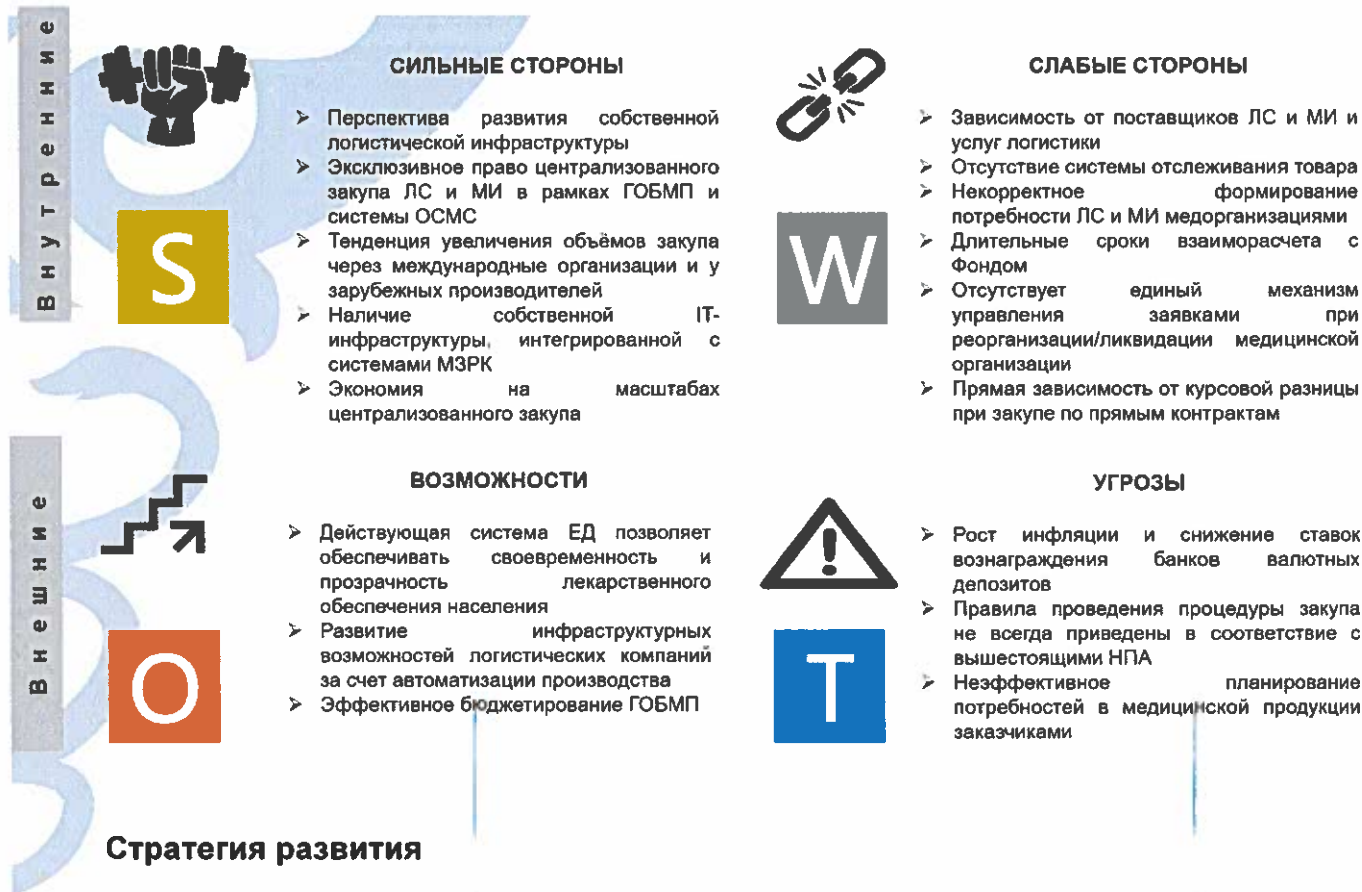 Внутренние
СИЛЬНЫЕ СТОРОНЫ
➢ Перспектива развития собственной
логистической инфраструктуры
➢ Эксклюзивное право централизованного
закупа ЛС и МИ в рамках ГОБМП и
системы ОСМС
➢ Тенденция увеличения объёмов закупа
через международные организации и у
зарубежных производителей
➢ Наличие собственной IT-
инфраструктуры, интегрированной с
системами МЗРК
➢ Экономия на масштабах
централизованного закупа
S
СЛАБЫЕ СТОРОНЫ
➢ Зависимость от поставщиков ЛС и МИ и
услуг логистики
➢ Отсутствие системы отслеживания товара
➢ Некорректное формирование
потребности ЛС и МИ медорганизациями
➢ Длительные сроки взаиморасчета с
Фондом
➢ Отсутствует единый механизм
управления заявками при
реорганизации/ликвидации медицинской
организации
➢ Прямая зависимость от курсовой разницы
при закупе по прямым контрактам
W
Внешние
ВОЗМОЖНОСТИ
➢ Действующая система ЕД позволяет
обеспечивать своевременность и
прозрачность лекарственного
обеспечения населения
➢ Развитие инфраструктурных
возможностей логистических компаний
за счет автоматизации производства
➢ Эффективное бюджетирование ГОБМП
O
УГРОЗЫ
➢ Рост инфляции и снижение ставок
вознаграждения банков валютных
депозитов
➢ Правила проведения процедуры закупа
не всегда приведены в соответствие с
вышестоящими НПА
➢ Неэффективное планирование
потребностей в медицинской продукции
заказчиками
T
Стратегия развития